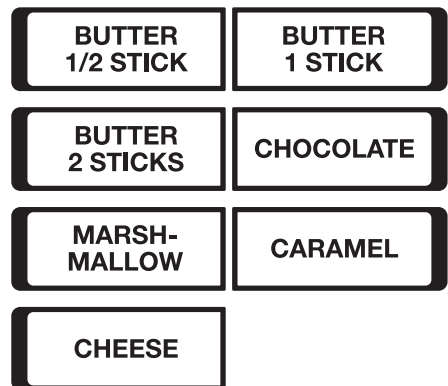 BUTTER
1/2 STICK
BUTTER
1 STICK
BUTTER
2 STICKS
CHOCOLATE
MARSH-
MALLOW
CARAMEL
CHEESE